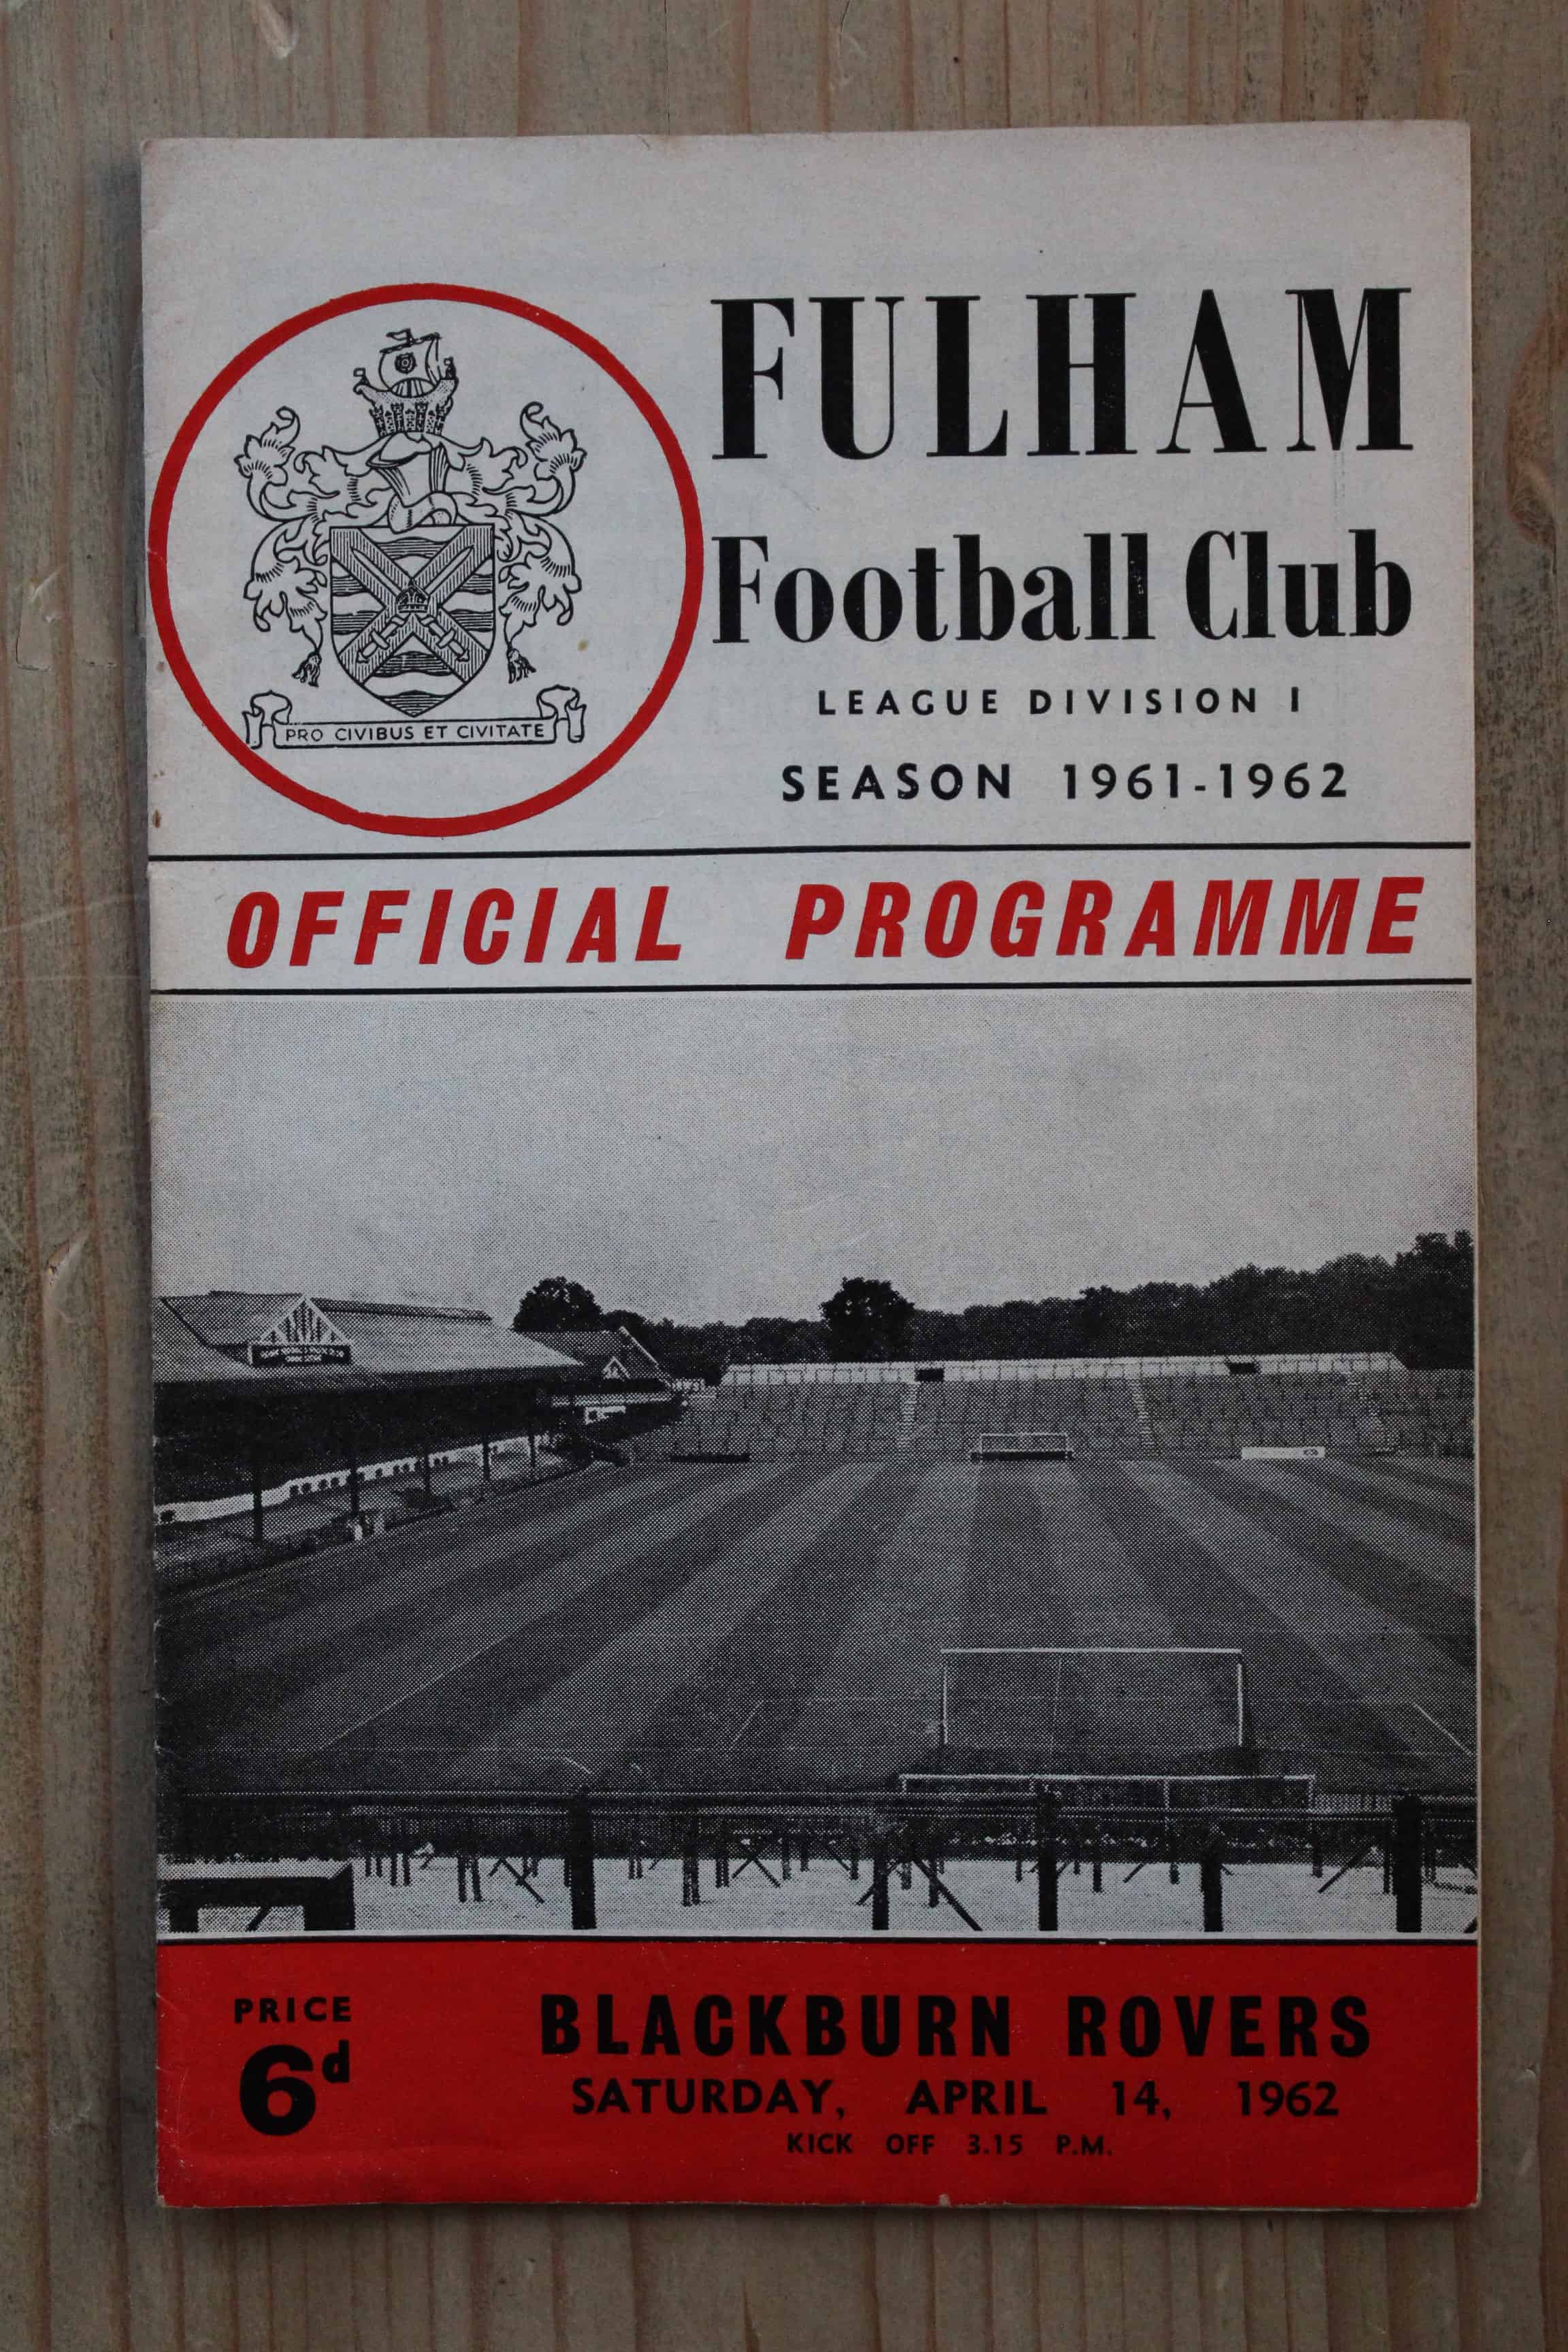 FULHAM
Football Club
LEAGUE DIVISION I
SEASON 1961-1962
PRO CIVIBUS ET CIVITATE
OFFICIAL PROGRAMME
PRICE
6d
BLACKBURN ROVERS
SATURDAY, APRIL 14, 1962
KICK OFF 3.15 P.M.